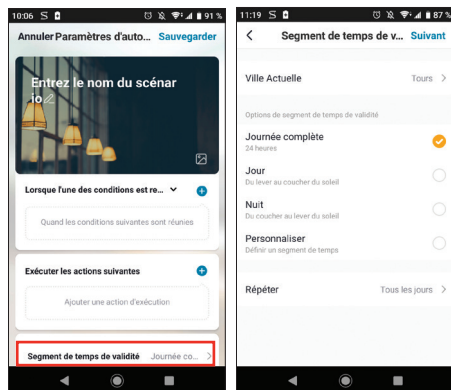 10:06 S 91 %
Annuler Paramètres d'auto... Sauvegarder
Entrez le nom du scénar
io
Lorsque l'une des conditions est re...
Quand les conditions suivantes sont réunies
Exécuter les actions suivantes
Ajouter une action d'exécution
Segment de temps de validité Journée co... >
11:19 S 87 %
< Segment de temps de v... Suivant
Ville Actuelle Tours >
Options de segment de temps de validité
Journée complète
24 heures
Jour
Du lever au coucher du soleil
Nuit
Du coucher au lever du soleil
Personnaliser
Définir un segment de temps
Répéter Tous les jours >